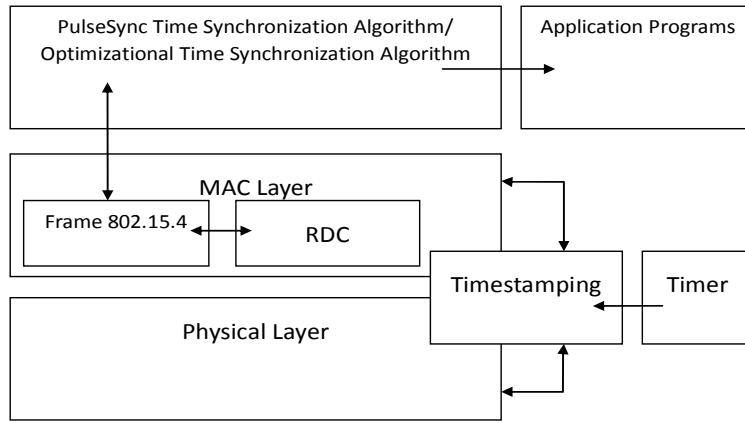 PulseSync Time Synchronization Algorithm/
Optimizational Time Synchronization Algorithm
Application Programs
MAC Layer
Frame 802.15.4
RDC
Timestamping
Timer
Physical Layer